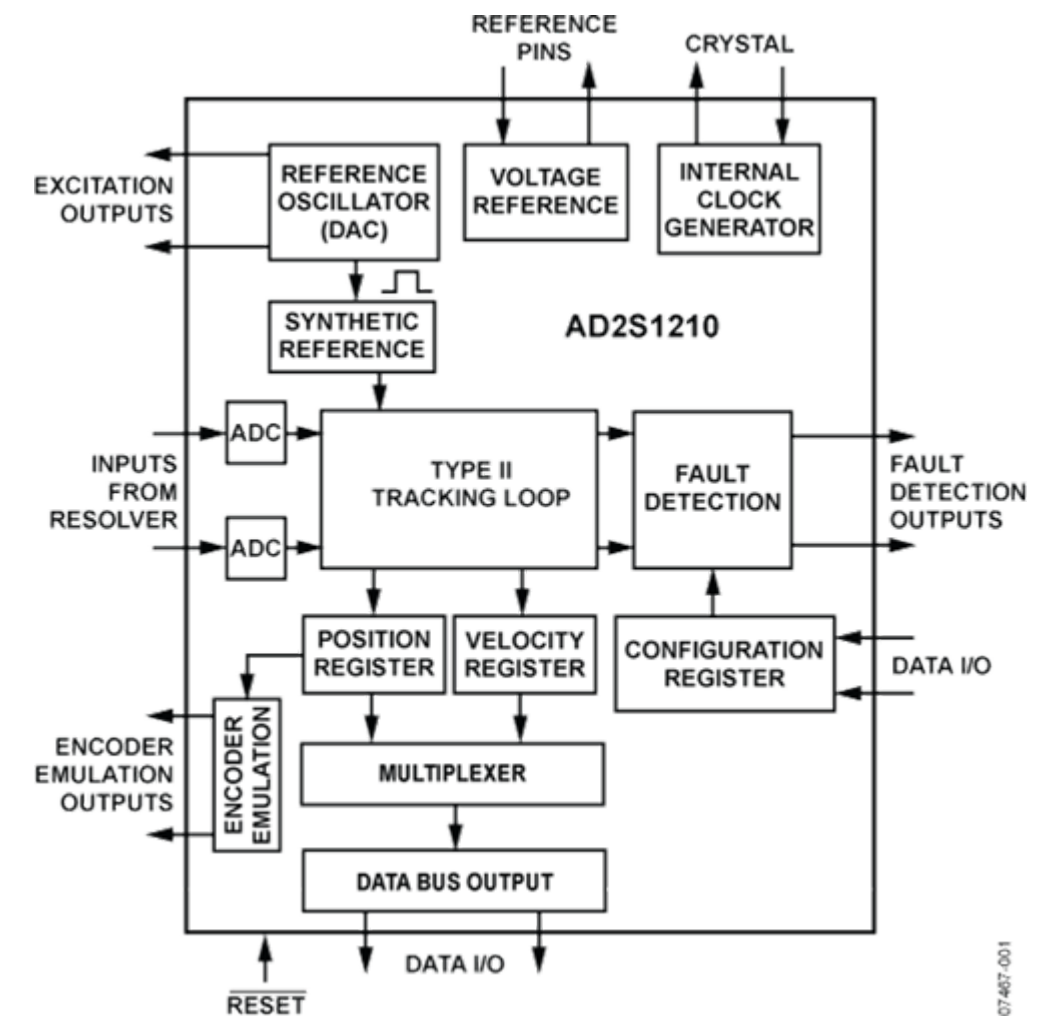 REFERENCE
PINS
CRYSTAL
EXCITATION
OUTPUTS
REFERENCE
OSCILLATOR
(DAC)
VOLTAGE
REFERENCE
INTERNAL
CLOCK
GENERATOR
SYNTHETIC
REFERENCE
AD2S1210
INPUTS
FROM
RESOLVER
ADC
ADC
TYPE II
TRACKING LOOP
FAULT
DETECTION
FAULT
DETECTION
OUTPUTS
POSITION
REGISTER
VELOCITY
REGISTER
CONFIGURATION
REGISTER
DATA I/O
ENCODER
EMULATION
OUTPUTS
ENCODER
EMULATION
MULTIPLEXER
DATA BUS OUTPUT
DATA I/O
RESET
07467-001